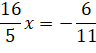 16/5 x = − 6/11